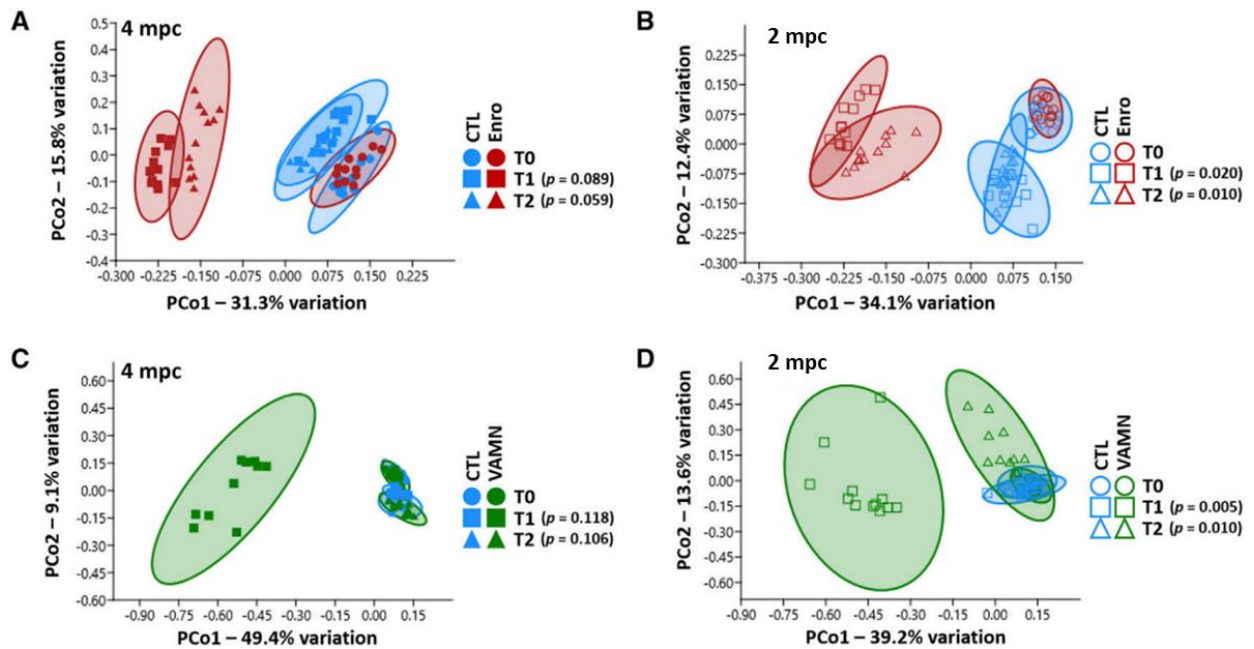 A
4 mpc
PCo2 – 15.8% variation
0.5
0.4
0.3
0.2
0.1
0.0
-0.1
-0.2
-0.3
-0.4
-0.300 -0.225 -0.150 -0.075 0.000 0.075 0.150 0.225
PCo1 – 31.3% variation
CTL Enro
T0
T1 (p = 0.089)
T2 (p = 0.059)
B
2 mpc
PCo2 – 12.4% variation
0.225
0.150
0.075
0.000
-0.075
-0.150
-0.225
-0.300
-0.375 -0.300 -0.225 -0.150 -0.075 0.000 0.075 0.150
PCo1 – 34.1% variation
CTL Enro
T0
T1 (p = 0.020)
T2 (p = 0.010)
C
4 mpc
PCo2 – 9.1% variation
0.60
0.45
0.30
0.15
0.00
-0.15
-0.30
-0.45
-0.60
-0.90 -0.75 -0.60 -0.45 -0.30 -0.15 0.00 0.15
PCo1 – 49.4% variation
CTL VAMN
T0
T1 (p = 0.118)
T2 (p = 0.106)
D
2 mpc
PCo2 – 13.6% variation
0.60
0.45
0.30
0.15
0.00
-0.15
-0.30
-0.45
-0.60
-0.90 -0.75 -0.60 -0.45 -0.30 -0.15 0.00 0.15
PCo1 – 39.2% variation
CTL VAMN
T0
T1 (p = 0.005)
T2 (p = 0.010)